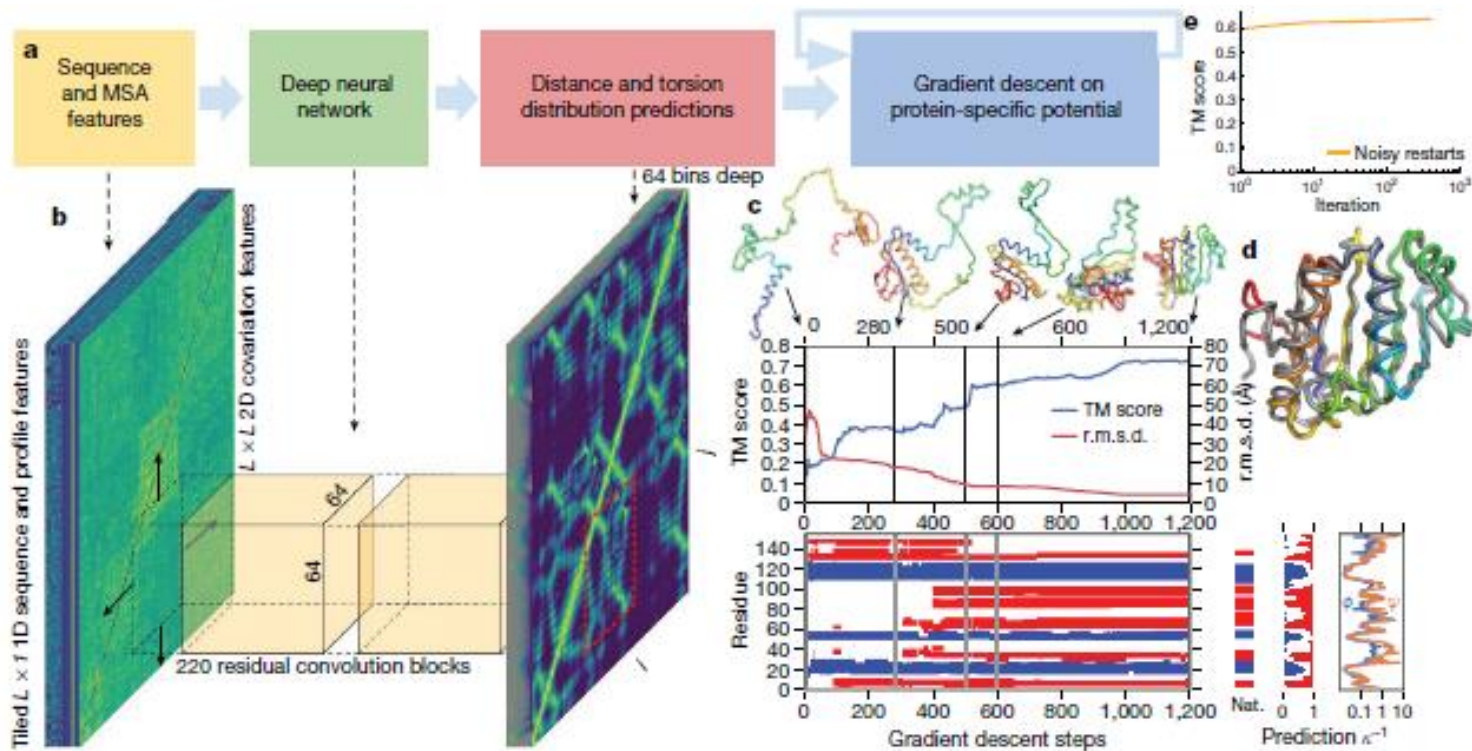 a
Sequence
and MSA
features
Deep neural
network
Distance and torsion
distribution predictions
Gradient descent on
protein-specific potential
e
TM score
0.6
0.5
0.4
0.3
0.2
0.1
0
Noisy restarts
10⁰ 10¹ 10² 10³
Iteration
b
64 bins deep
Tiled L × 1 1D sequence and profile features
L × L 2D covariation features
64
64
220 residual convolution blocks
j
i
c
0 280 500 600 1,200
TM score
0.8
0.7
0.6
0.5
0.4
0.3
0.2
0.1
0
TM score
r.m.s.d.
80
70
60
50
40
30
20
10
0
r.m.s.d. (Å)
0 200 400 600 800 1,000 1,200
d
Residue
140
120
100
80
60
40
20
0
0 200 400 600 800 1,000 1,200
Gradient descent steps
Nat.
0 1
0.1 1 10
Prediction κ⁻¹